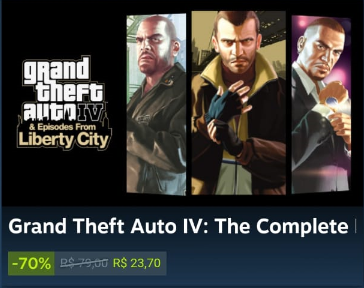 grand
theft
auto IV
& Episodes From
Liberty City
Grand Theft Auto IV: The Complete
-70% R$ 79,00 R$ 23,70